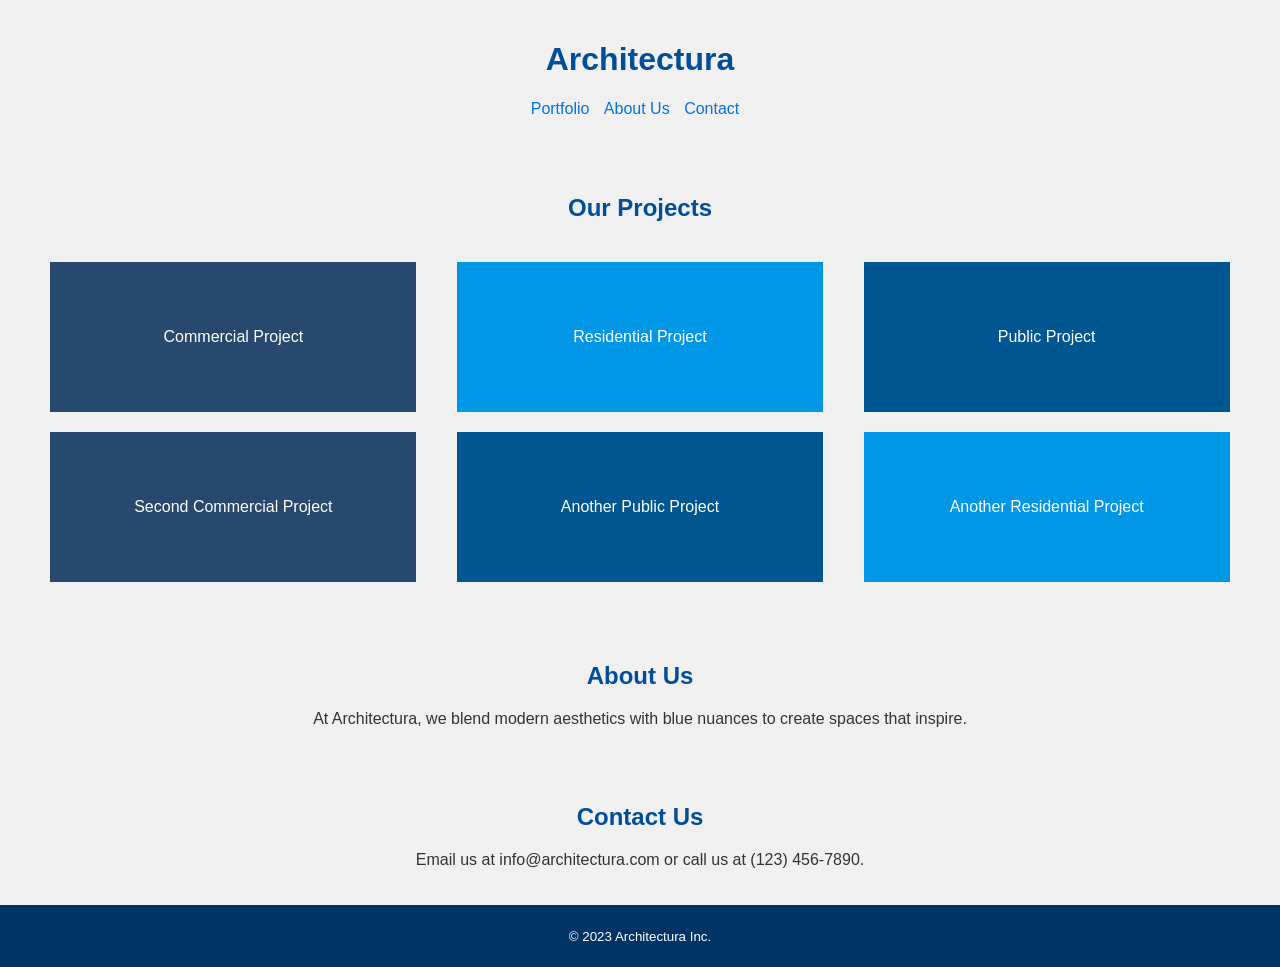 Architectura
Portfolio About Us Contact
Our Projects
Commercial Project
Residential Project
Public Project
Second Commercial Project
Another Public Project
Another Residential Project
About Us
At Architectura, we blend modern aesthetics with blue nuances to create spaces that inspire.
Contact Us
Email us at info@architectura.com or call us at (123) 456-7890.
© 2023 Architectura Inc.